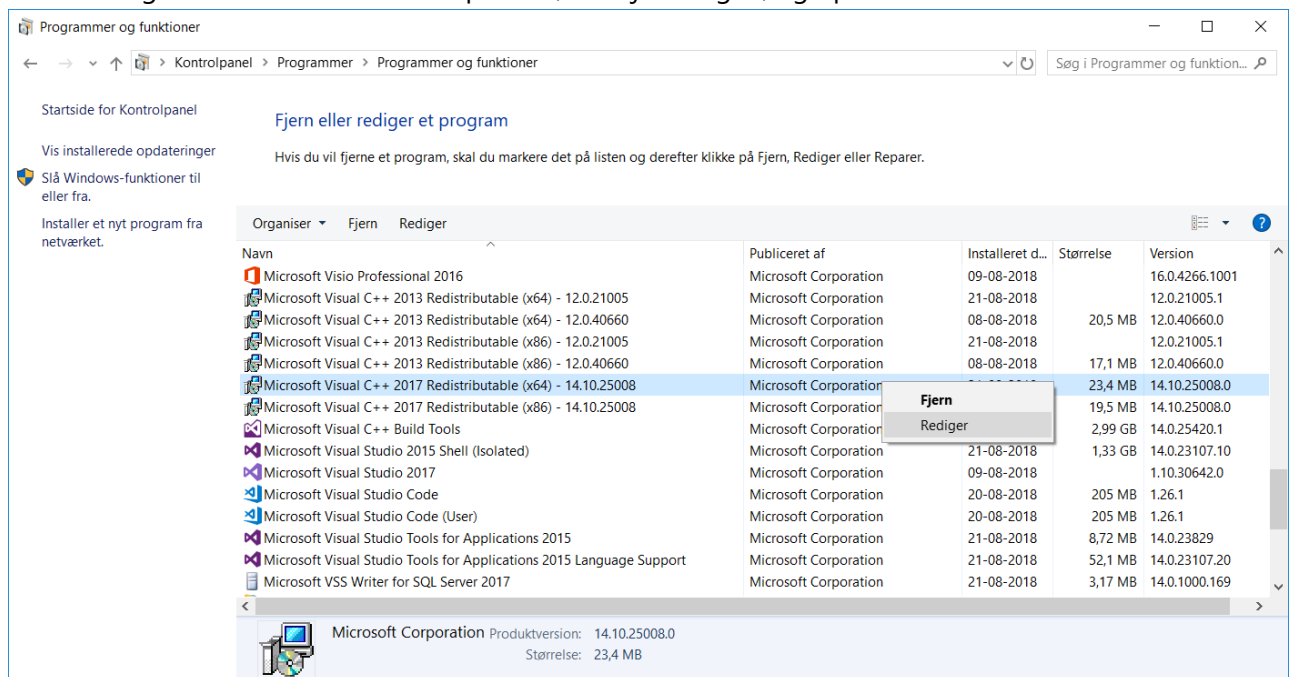 Programmer og funktioner
Kontrolpanel > Programmer > Programmer og funktioner
Søg i Programmer og funktion...
Startside for Kontrolpanel
Vis installerede opdateringer
Slå Windows-funktioner til
eller fra.
Installer et nyt program fra
netværket.
Fjern eller rediger et program
Hvis du vil fjerne et program, skal du markere det på listen og derefter klikke på Fjern, Rediger eller Reparer.
Organiser Fjern Rediger
Navn Publiceret af Installeret d... Størrelse Version
Microsoft Visio Professional 2016 Microsoft Corporation 09-08-2018 16.0.4266.1001
Microsoft Visual C++ 2013 Redistributable (x64) - 12.0.21005 Microsoft Corporation 21-08-2018 12.0.21005.1
Microsoft Visual C++ 2013 Redistributable (x64) - 12.0.40660 Microsoft Corporation 08-08-2018 20,5 MB 12.0.40660.0
Microsoft Visual C++ 2013 Redistributable (x86) - 12.0.21005 Microsoft Corporation 21-08-2018 12.0.21005.1
Microsoft Visual C++ 2013 Redistributable (x86) - 12.0.40660 Microsoft Corporation 08-08-2018 17,1 MB 12.0.40660.0
Microsoft Visual C++ 2017 Redistributable (x64) - 14.10.25008 Microsoft Corporation 23,4 MB 14.10.25008.0
Microsoft Visual C++ 2017 Redistributable (x86) - 14.10.25008 Microsoft Corporation 19,5 MB 14.10.25008.0
Microsoft Visual C++ Build Tools Microsoft Corporation 2,99 GB 14.0.25420.1
Microsoft Visual Studio 2015 Shell (Isolated) Microsoft Corporation 21-08-2018 1,33 GB 14.0.23107.10
Microsoft Visual Studio 2017 Microsoft Corporation 09-08-2018 1.10.30642.0
Microsoft Visual Studio Code Microsoft Corporation 20-08-2018 205 MB 1.26.1
Microsoft Visual Studio Code (User) Microsoft Corporation 20-08-2018 205 MB 1.26.1
Microsoft Visual Studio Tools for Applications 2015 Microsoft Corporation 21-08-2018 8,72 MB 14.0.23829
Microsoft Visual Studio Tools for Applications 2015 Language Support Microsoft Corporation 21-08-2018 52,1 MB 14.0.23107.20
Microsoft VSS Writer for SQL Server 2017 Microsoft Corporation 21-08-2018 3,17 MB 14.0.1000.169
Fjern
Rediger
Microsoft Corporation Produktversion: 14.10.25008.0
Størrelse: 23,4 MB